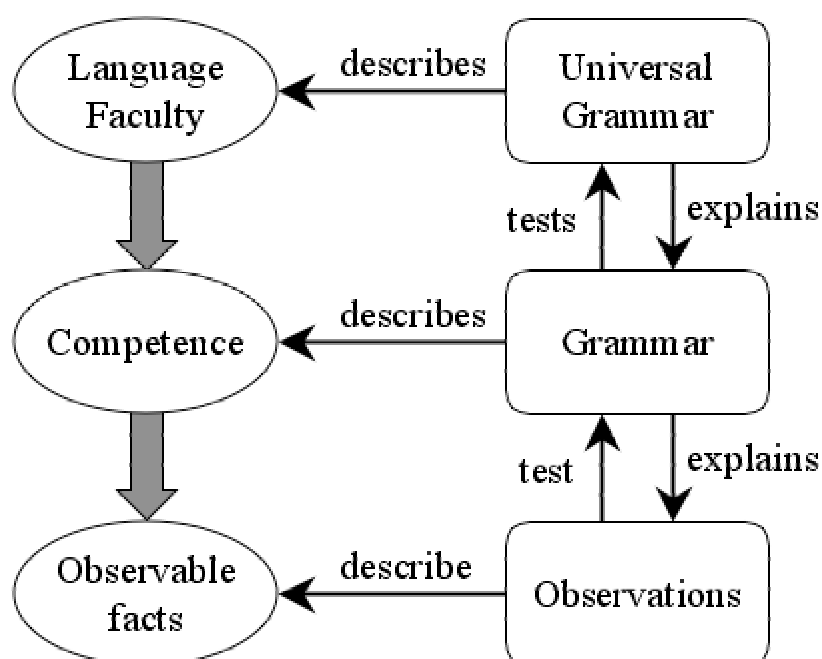 Language
Faculty
describes
Universal
Grammar
tests
explains
Competence
describes
Grammar
test
explains
Observable
facts
describe
Observations